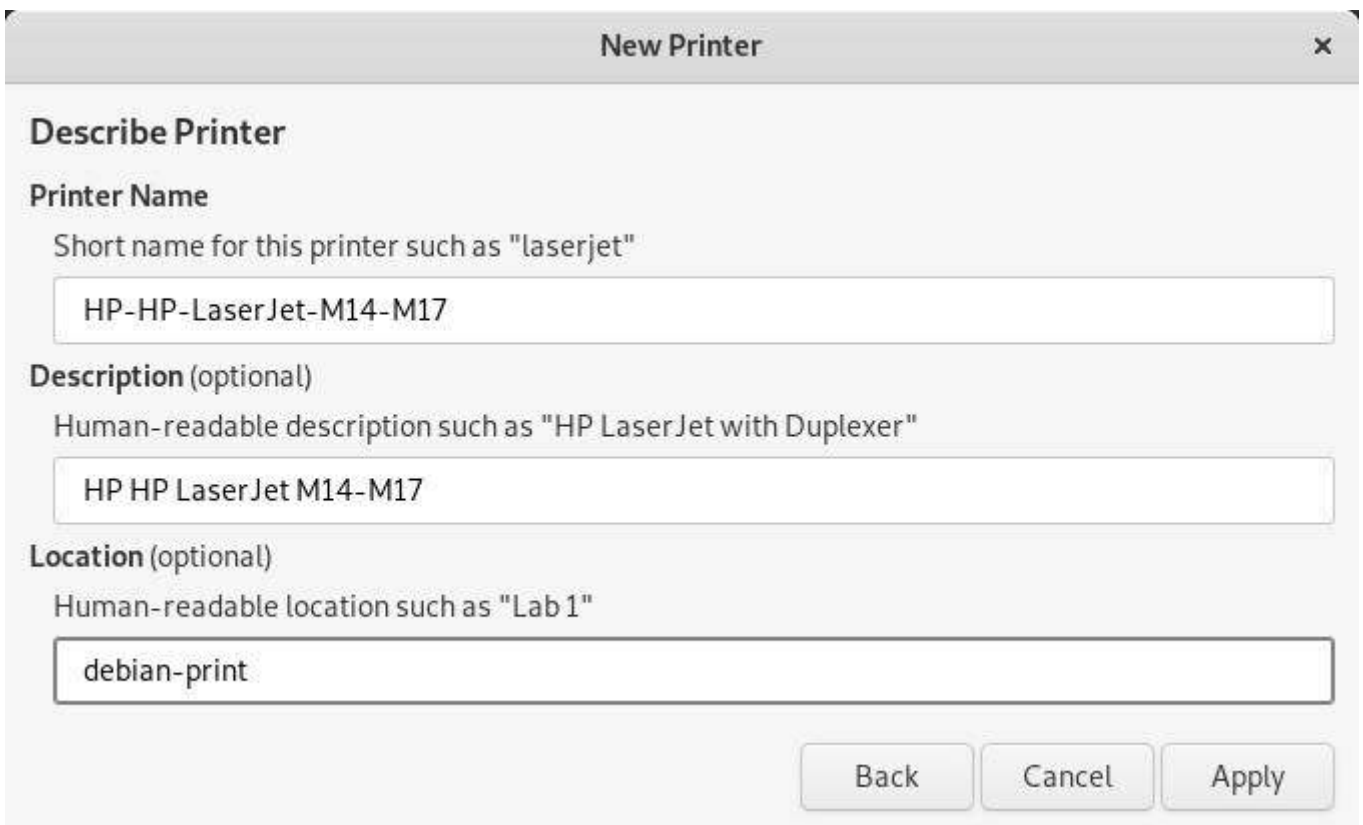 New Printer
Describe Printer
Printer Name
Short name for this printer such as "laserjet"
HP-HP-LaserJet-M14-M17
Description (optional)
Human-readable description such as "HP LaserJet with Duplexer"
HP HP LaserJet M14-M17
Location (optional)
Human-readable location such as "Lab 1"
debian-print
Back Cancel Apply